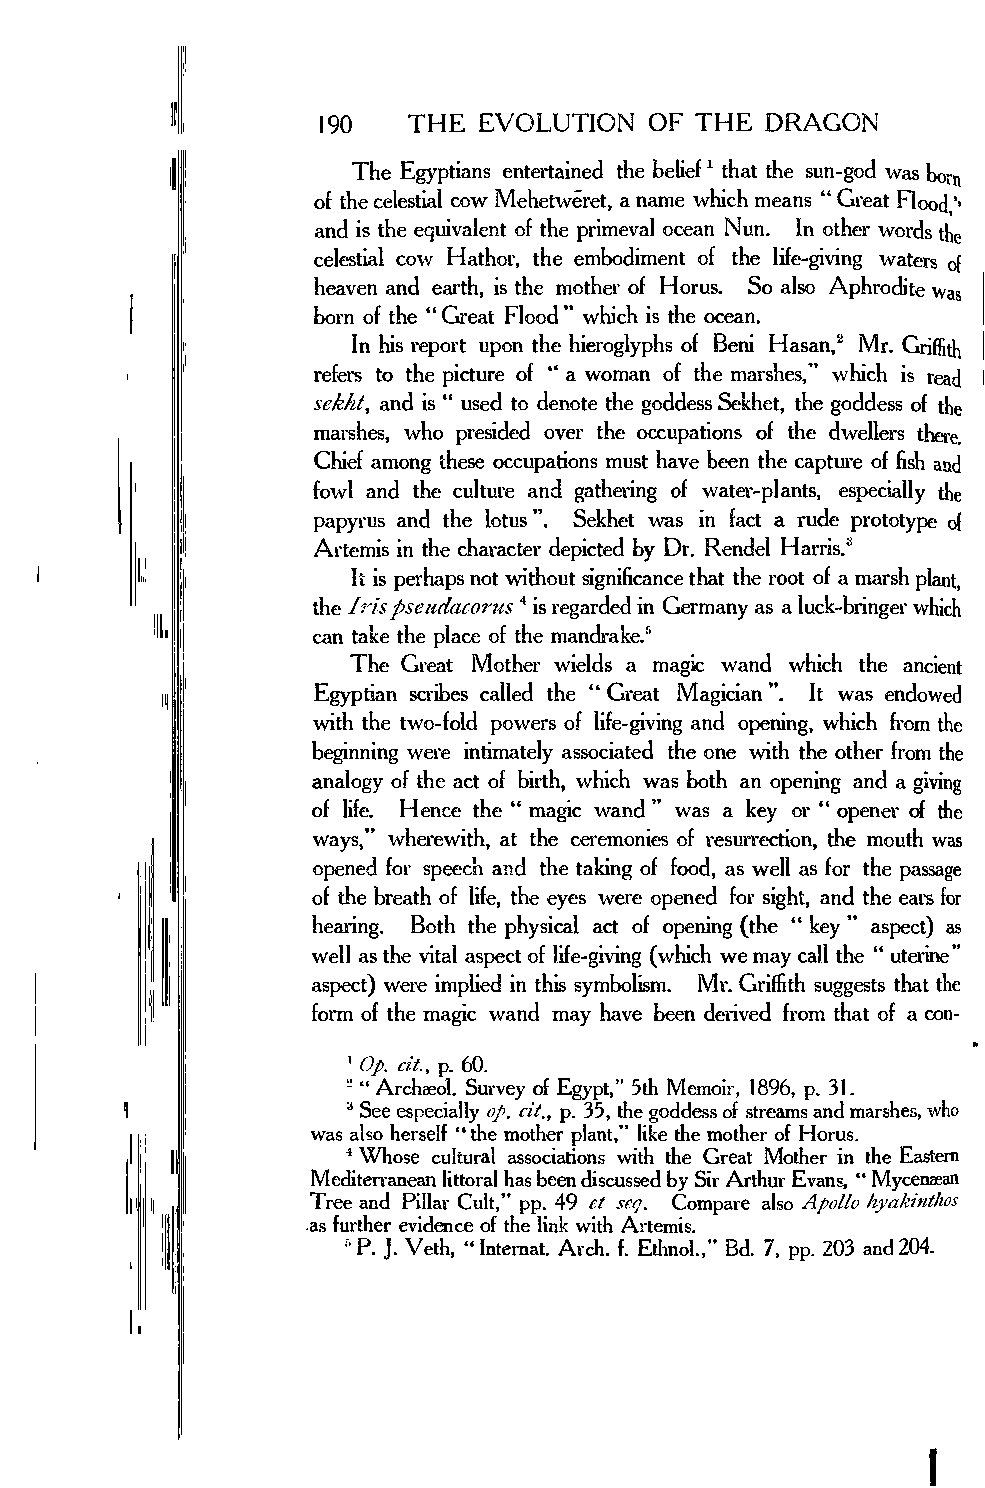 190 THE EVOLUTION OF THE DRAGON
The Egyptians entertained the belief ¹ that the sun-god was born
of the celestial cow Mehetwēret, a name which means “ Great Flood,”
and is the equivalent of the primeval ocean Nun. In other words the
celestial cow Hathor, the embodiment of the life-giving waters of
heaven and earth, is the mother of Horus. So also Aphrodite was
born of the “ Great Flood ” which is the ocean.
In his report upon the hieroglyphs of Beni Hasan,² Mr. Griffith
refers to the picture of “ a woman of the marshes,” which is read
sekht, and is “ used to denote the goddess Sekhet, the goddess of the
marshes, who presided over the occupations of the dwellers there.
Chief among these occupations must have been the capture of fish and
fowl and the culture and gathering of water-plants, especially the
papyrus and the lotus ”. Sekhet was in fact a rude prototype of
Artemis in the character depicted by Dr. Rendel Harris.³
It is perhaps not without significance that the root of a marsh plant,
the Iris pseudacorus ⁴ is regarded in Germany as a luck-bringer which
can take the place of the mandrake.⁵
The Great Mother wields a magic wand which the ancient
Egyptian scribes called the “ Great Magician ”. It was endowed
with the two-fold powers of life-giving and opening, which from the
beginning were intimately associated the one with the other from the
analogy of the act of birth, which was both an opening and a giving
of life. Hence the “ magic wand ” was a key or “ opener of the
ways,” wherewith, at the ceremonies of resurrection, the mouth was
opened for speech and the taking of food, as well as for the passage
of the breath of life, the eyes were opened for sight, and the ears for
hearing. Both the physical act of opening (the “ key ” aspect) as
well as the vital aspect of life-giving (which we may call the “ uterine ”
aspect) were implied in this symbolism. Mr. Griffith suggests that the
form of the magic wand may have been derived from that of a con-
¹ Op. cit., p. 60.
² “ Archæol. Survey of Egypt,” 5th Memoir, 1896, p. 31.
³ See especially op. cit., p. 35, the goddess of streams and marshes, who
was also herself “ the mother plant,” like the mother of Horus.
⁴ Whose cultural associations with the Great Mother in the Eastern
Mediterranean littoral has been discussed by Sir Arthur Evans, “ Mycenæan
Tree and Pillar Cult,” pp. 49 et seq. Compare also Apollo hyakinthos
as further evidence of the link with Artemis.
⁵ P. J. Veth, “ Internat. Arch. f. Ethnol.,” Bd. 7, pp. 203 and 204.